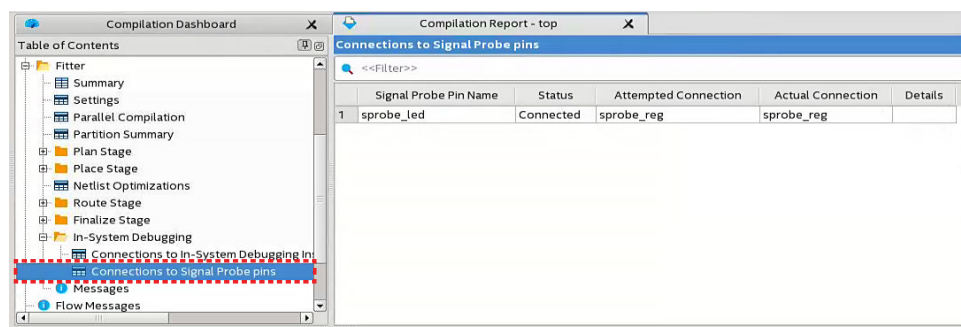 Compilation Dashboard
Compilation Report - top
Table of Contents
Connections to Signal Probe pins
Fitter
Summary
Settings
Parallel Compilation
Partition Summary
Plan Stage
Place Stage
Netlist Optimizations
Route Stage
Finalize Stage
In-System Debugging
Connections to In-System Debugging In
Connections to Signal Probe pins
Messages
Flow Messages
<<Filter>>
Signal Probe Pin Name Status Attempted Connection Actual Connection Details
1 sprobe_led Connected sprobe_reg sprobe_reg